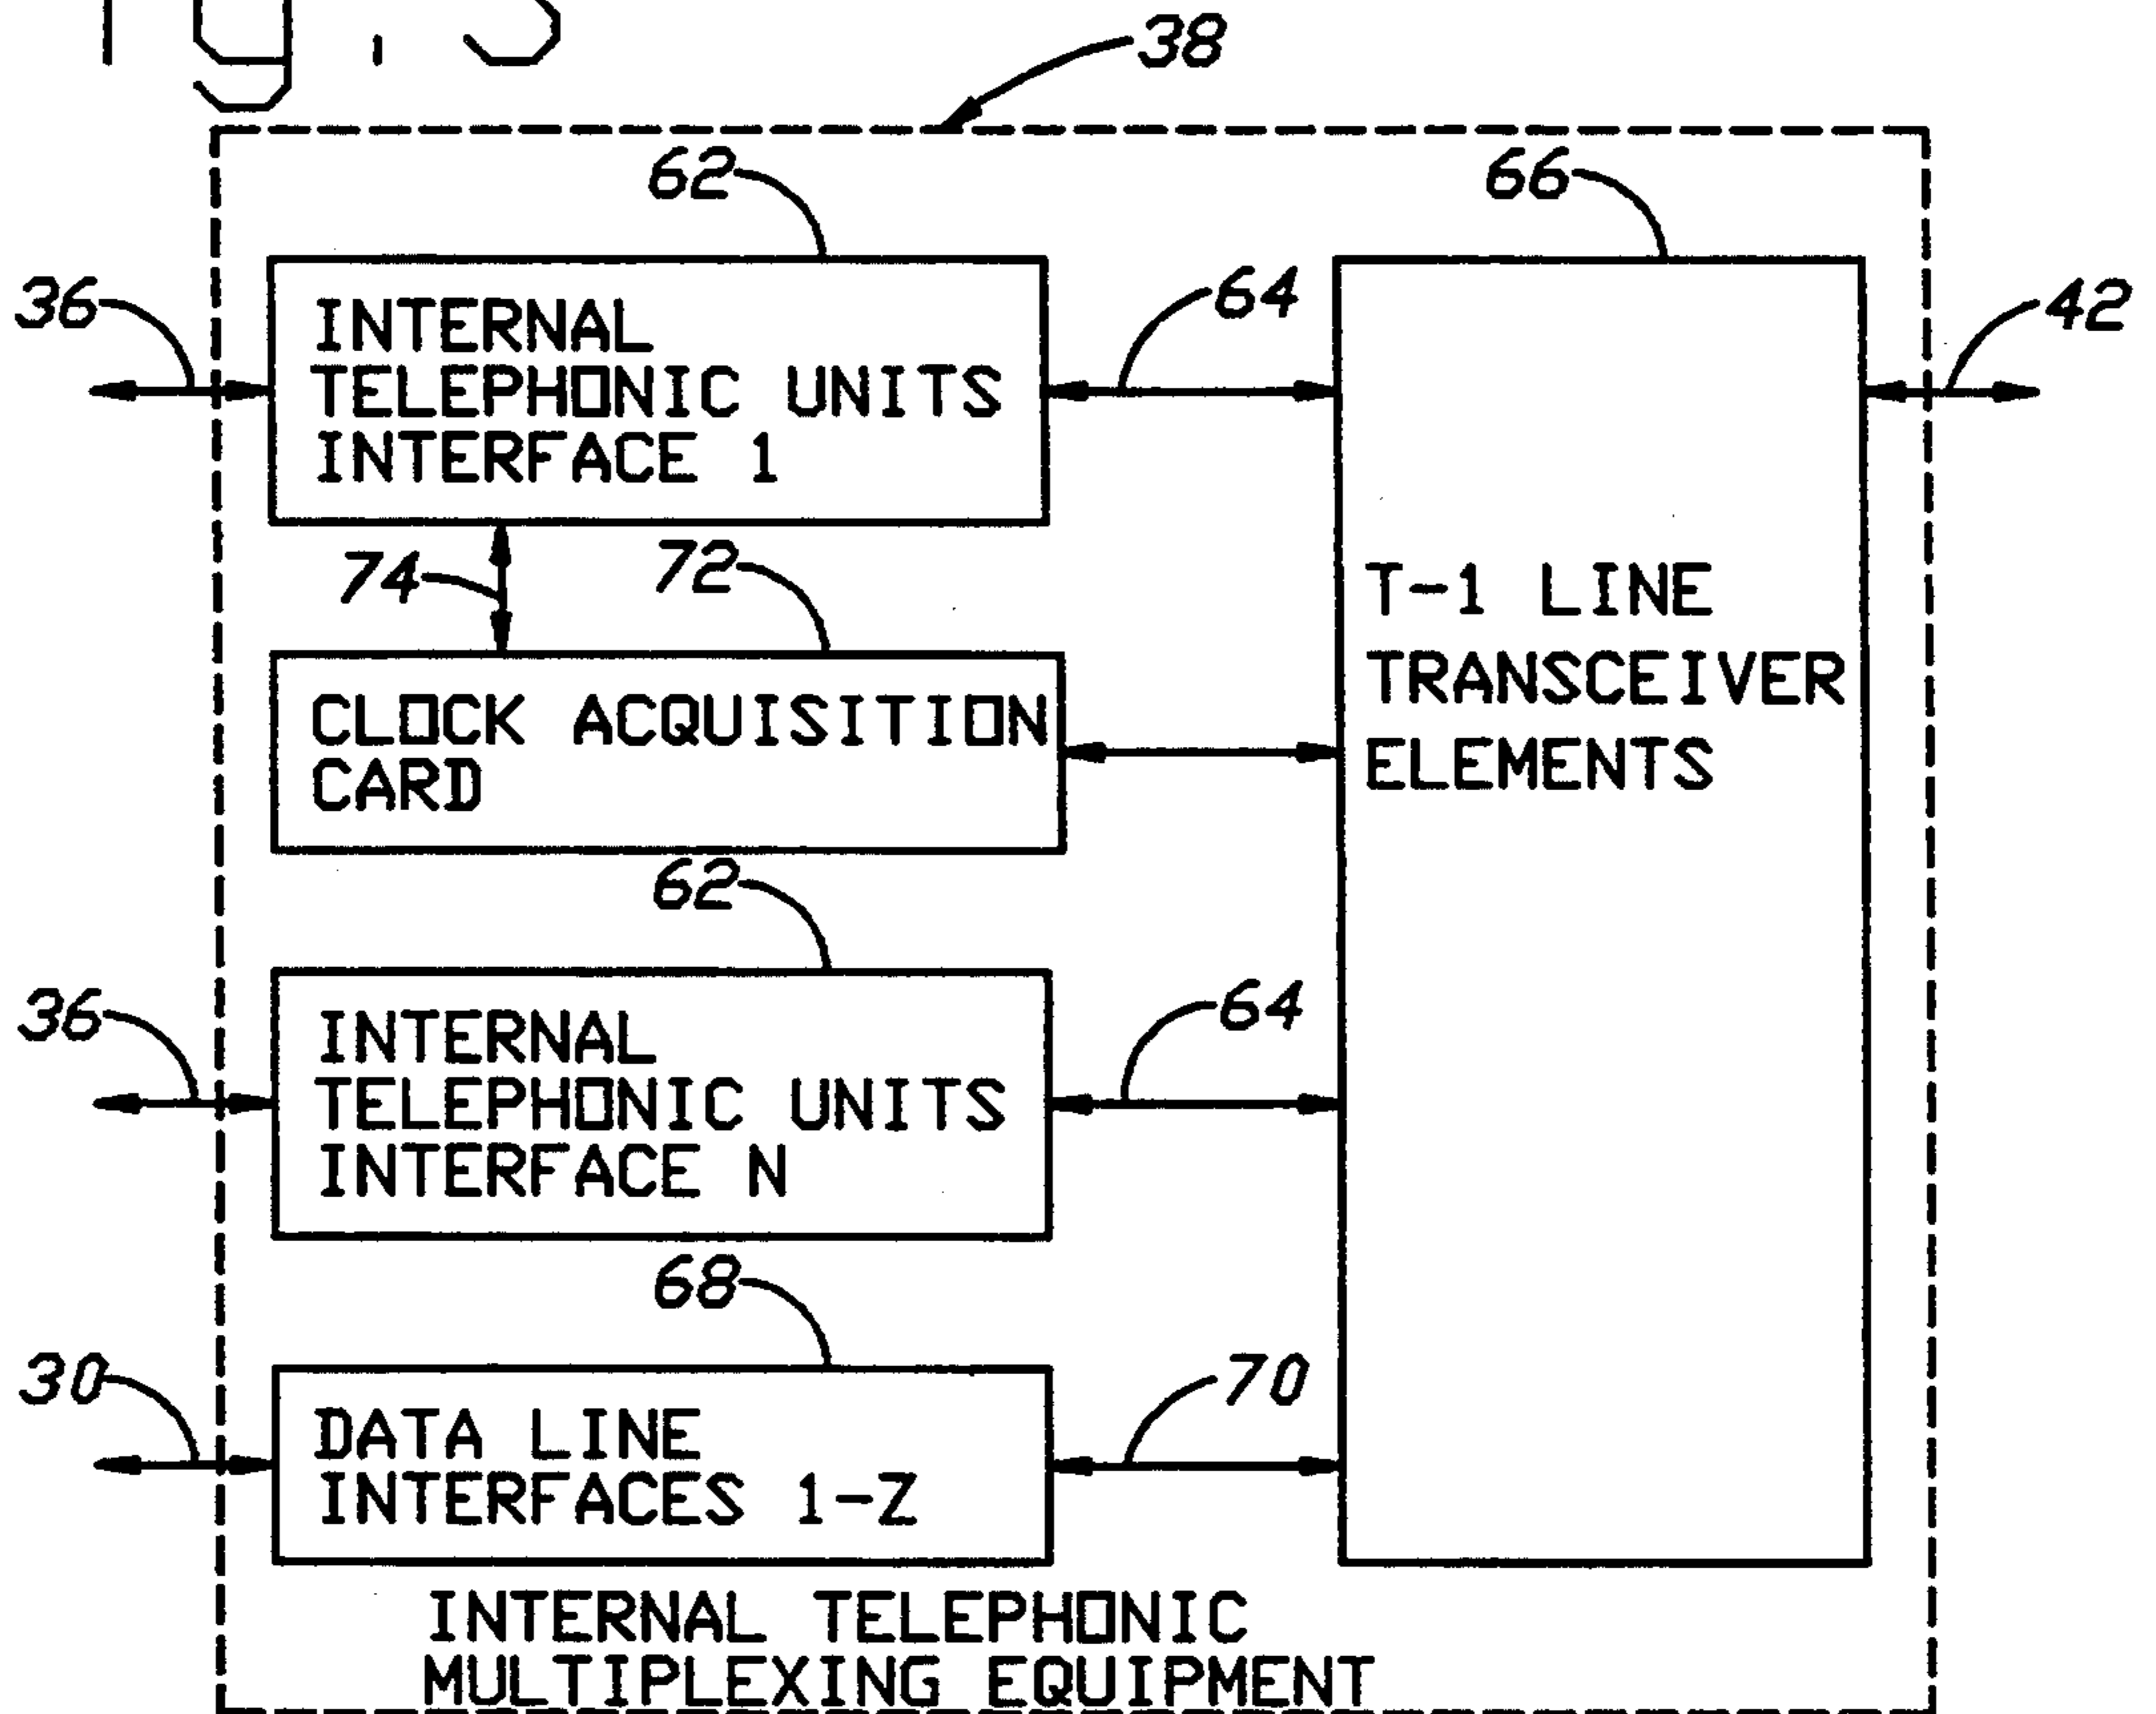 38
62
66
36
INTERNAL
TELEPHONIC UNITS
INTERFACE 1
64
42
74
72
T-1 LINE
TRANSCEIVER
ELEMENTS
CLOCK ACQUISITION
CARD
62
36
INTERNAL
TELEPHONIC UNITS
INTERFACE N
64
68
30
DATA LINE
INTERFACES 1-Z
70
INTERNAL TELEPHONIC
MULTIPLEXING EQUIPMENT